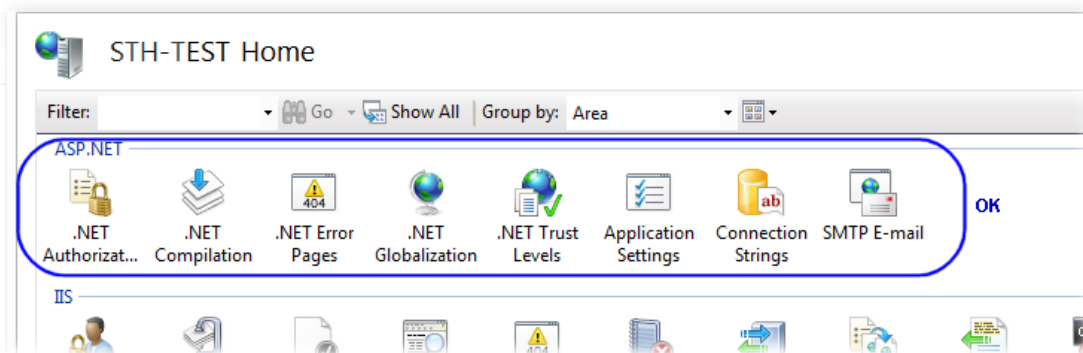 STH-TEST Home
Filter: Go Show All Group by: Area
ASP.NET
404 ab
.NET Authorizat... .NET Compilation .NET Error Pages .NET Globalization .NET Trust Levels Application Settings Connection Strings SMTP E-mail OK
IIS
404